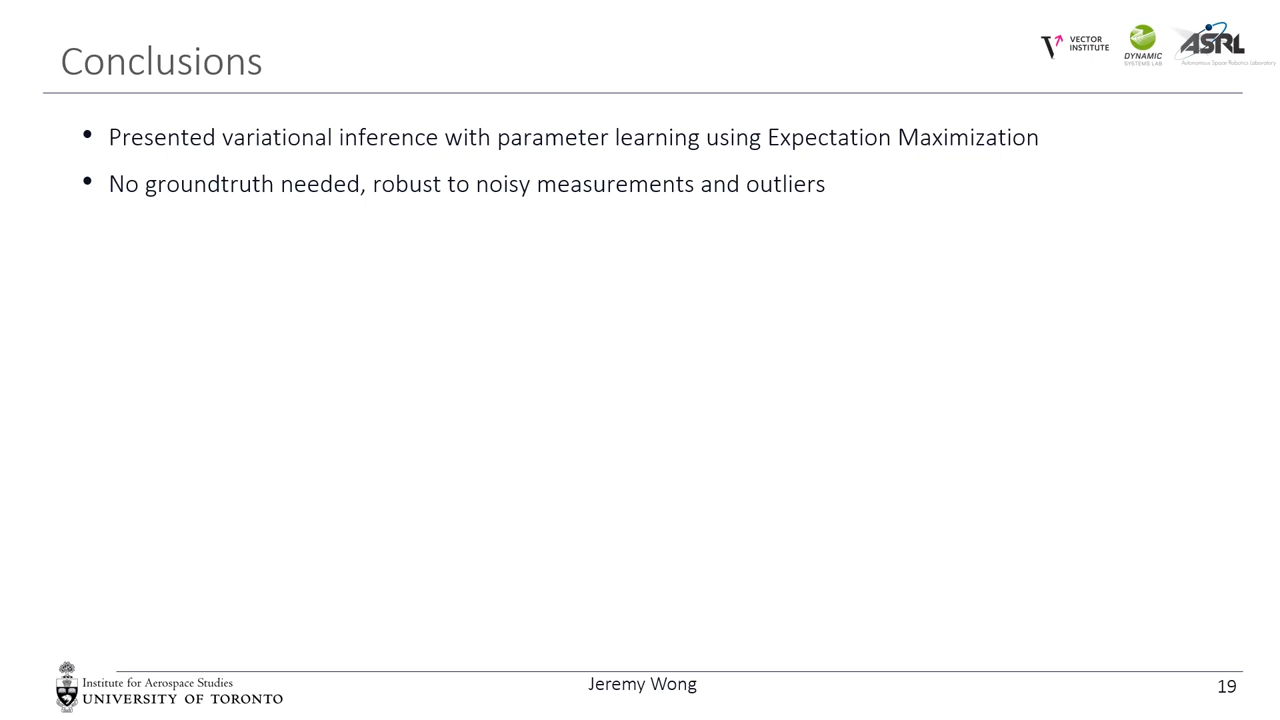 Conclusions
VECTOR
INSTITUTE
DYNAMIC
SYSTEMS LAB
ASRL
Autonomous Space Robotics Laboratory
• Presented variational inference with parameter learning using Expectation Maximization
• No groundtruth needed, robust to noisy measurements and outliers
Institute for Aerospace Studies
UNIVERSITY OF TORONTO
Jeremy Wong
19